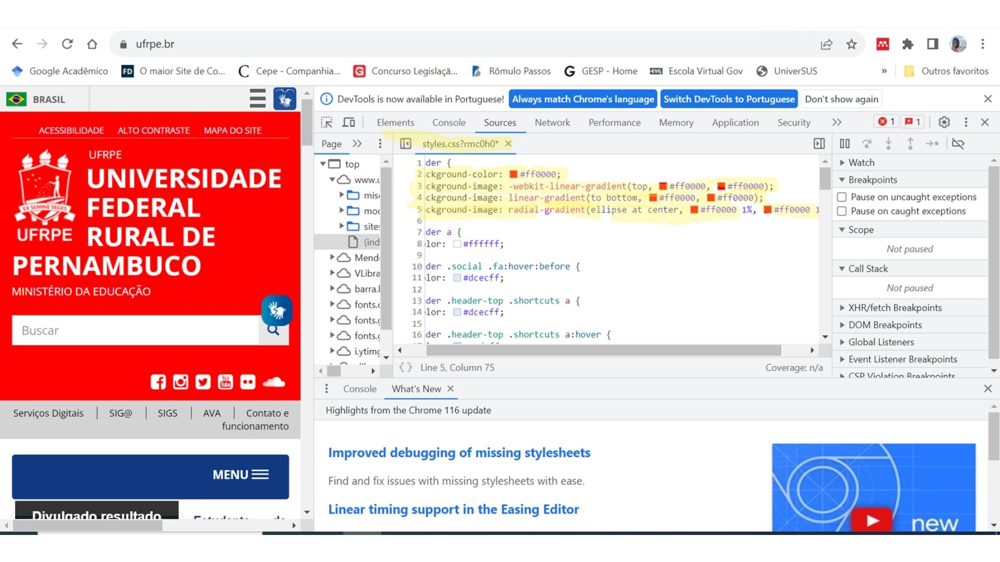 ufrpe.br
Google Acadêmico
FD O maior Site de Co...
C Cepe - Companhia...
Concurso Legislaçã...
Rômulo Passos
G GESP - Home
EVG Escola Virtual Gov
UniverSUS
»
Outros favoritos
BRASIL
ACESSIBILIDADE ALTO CONTRASTE MAPA DO SITE
UFRPE
UNIVERSIDADE
FEDERAL
RURAL DE
PERNAMBUCO
EX SEMINE SEGES
UFRPE
MINISTÉRIO DA EDUCAÇÃO
Buscar
You
Tube
Serviços Digitais | SIG@ | SIGS | AVA | Contato e
funcionamento
MENU
Divulgado resultado
DevTools is now available in Portuguese! Always match Chrome's language Switch DevTools to Portuguese Don't show again
Elements Console Sources Network Performance Memory Application Security » 1 1
Page »
styles.css?rmc0h0*
top
www.u
misc
mod
sites
(ind
Mende
VLibra
barra.l
fonts.g
fonts.g
fonts.g
i.ytimg
1 der {
2 ckground-color: #ff0000;
3 ckground-image: -webkit-linear-gradient(top, #ff0000, #ff0000);
4 ckground-image: linear-gradient(to bottom, #ff0000, #ff0000);
5 ckground-image: radial-gradient(ellipse at center, #ff0000 1%, #ff0000 1
6
7 der a {
8 lor: #ffffff;
9
10 der .social .fa:hover:before {
11 lor: #dcecff;
12
13 der .header-top .shortcuts a {
14 lor: #dcecff;
15
16 der .header-top .shortcuts a:hover {
{} Line 5, Column 75
Coverage: n/a
Watch
Breakpoints
Pause on uncaught exceptions
Pause on caught exceptions
Scope
Not paused
Call Stack
Not paused
XHR/fetch Breakpoints
DOM Breakpoints
Global Listeners
Event Listener Breakpoints
CSP Violation Breakpoints
Console What's New
Highlights from the Chrome 116 update
Improved debugging of missing stylesheets
Find and fix issues with missing stylesheets with ease.
Linear timing support in the Easing Editor
new